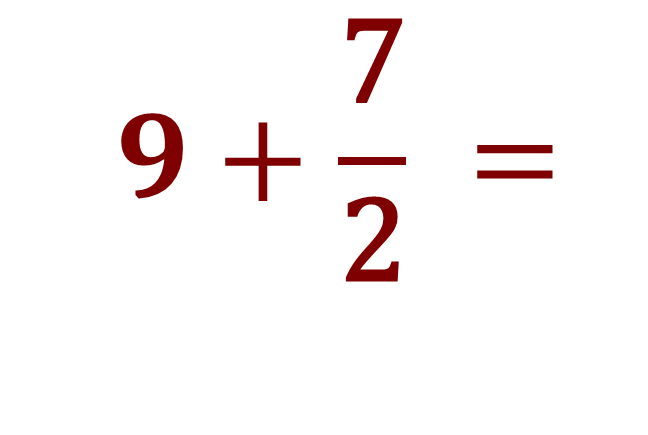 9 + 7/2 =